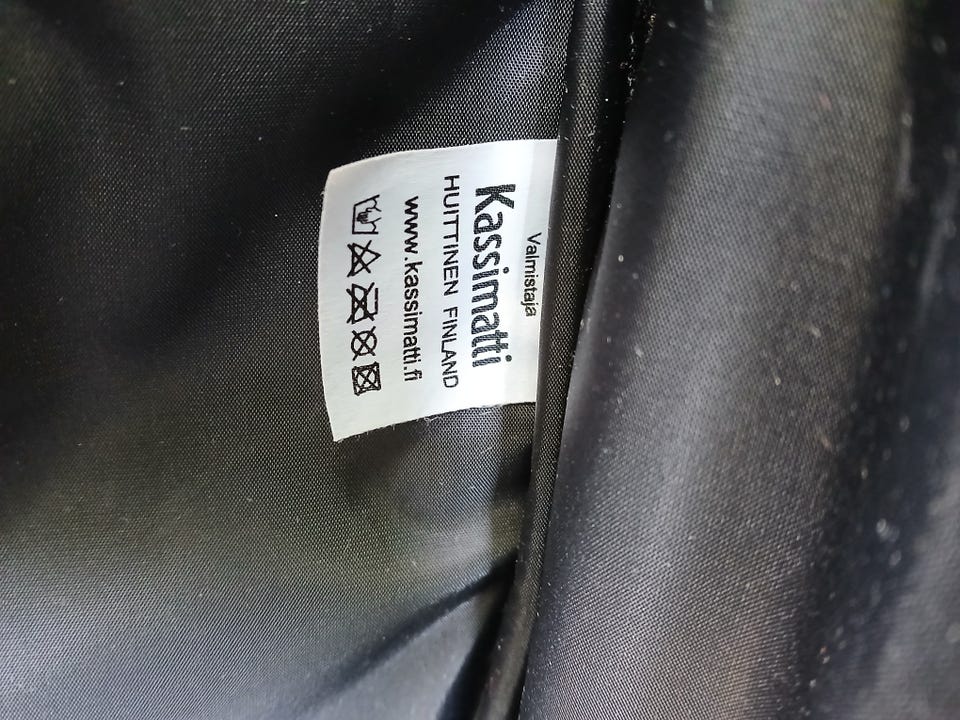 Valmistaja
Kassimatti
HUITTINEN FINLAND
www.kassimatti.fi